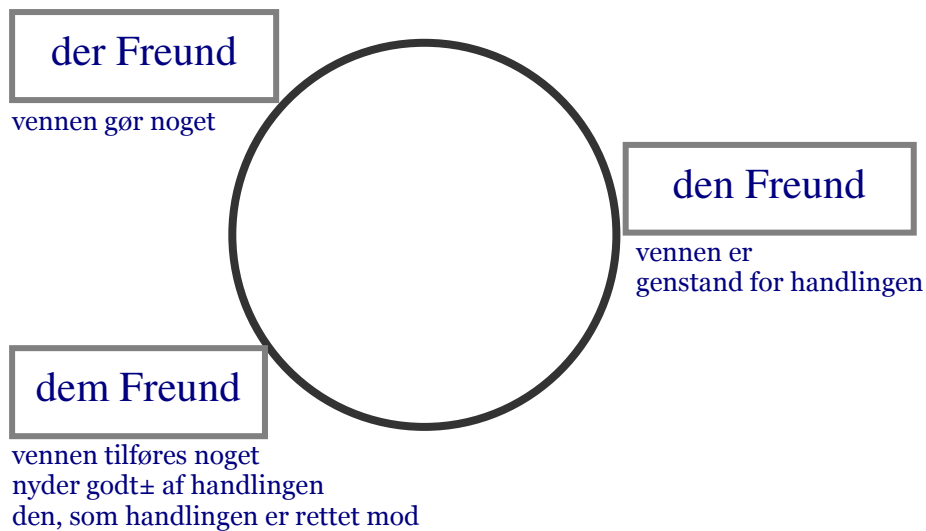 der Freund
vennen gør noget
den Freund
vennen er
genstand for handlingen
dem Freund
vennen tilføres noget
nyder godt± af handlingen
den, som handlingen er rettet mod